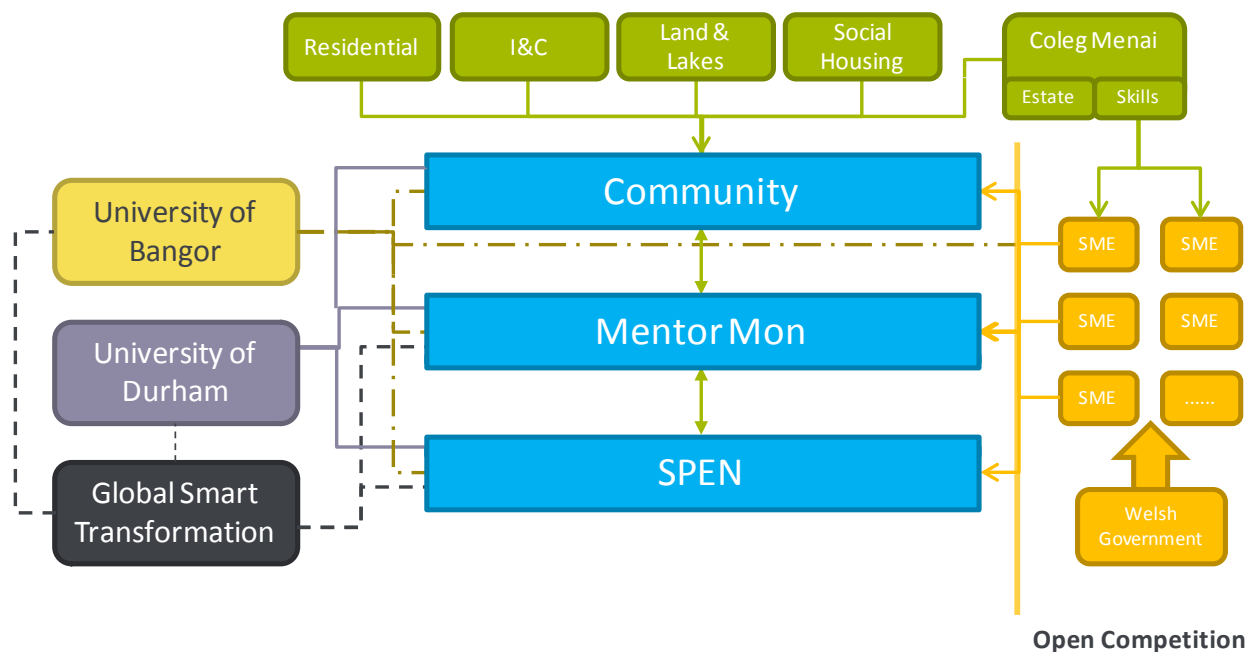 Residential
I&C
Land &
Lakes
Social
Housing
Coleg Menai
Estate
Skills
Community
University of
Bangor
SME
SME
Mentor Mon
SME
SME
University of
Durham
SME
......
SPEN
Global Smart
Transformation
Welsh
Government
Open Competition